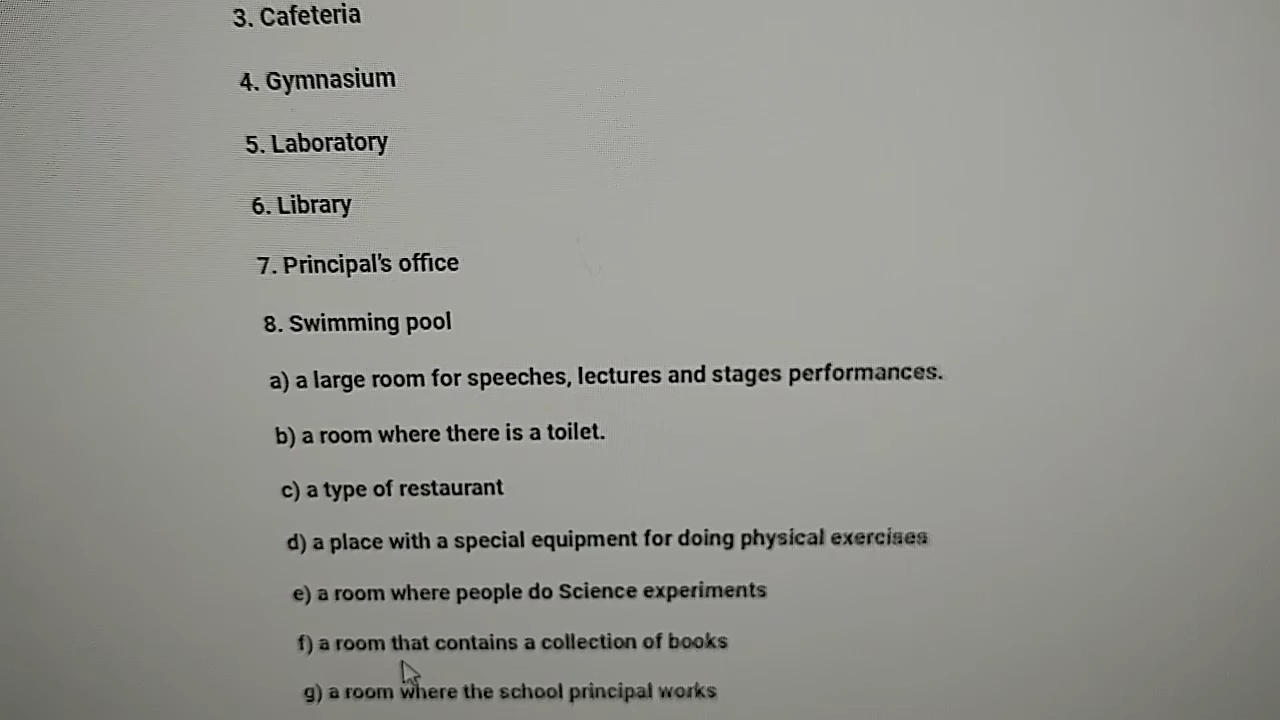 3. Cafeteria
4. Gymnasium
5. Laboratory
6. Library
7. Principal's office
8. Swimming pool
a) a large room for speeches, lectures and stages performances.
b) a room where there is a toilet.
c) a type of restaurant
d) a place with a special equipment for doing physical exercises
e) a room where people do Science experiments
f) a room that contains a collection of books
g) a room where the school principal works